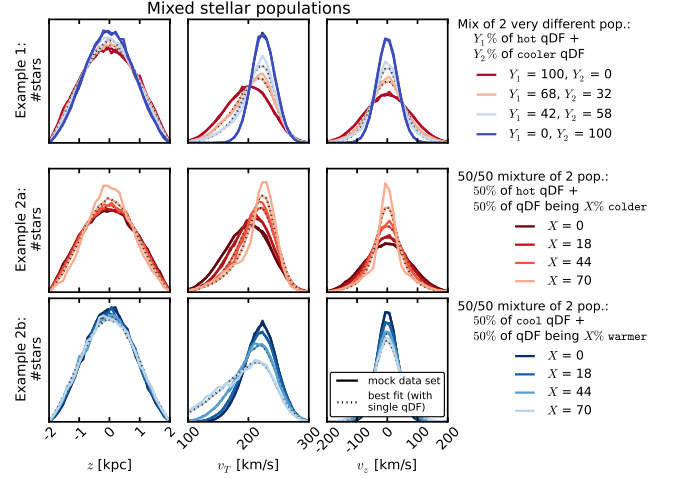 Mixed stellar populations
Example 1:
#stars
Mix of 2 very different pop.:
Y₁% of hot qDF +
Y₂% of cooler qDF
Y₁ = 100, Y₂ = 0
Y₁ = 68, Y₂ = 32
Y₁ = 42, Y₂ = 58
Y₁ = 0, Y₂ = 100
Example 2a:
#stars
50/50 mixture of 2 pop.:
50% of hot qDF +
50% of qDF being X% colder
X = 0
X = 18
X = 44
X = 70
Example 2b:
#stars
50/50 mixture of 2 pop.:
50% of cool qDF +
50% of qDF being X% warmer
X = 0
X = 18
X = 44
X = 70
mock data set
best fit (with
single qDF)
-2 -1 0 1 2
100 200 300
-200 0 200
z [kpc]
v_T [km/s]
v_z [km/s]